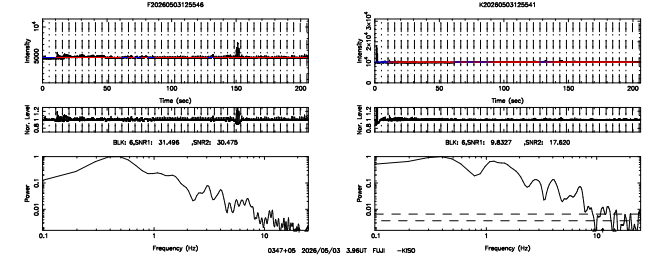 F20260503125546
K20260503125541
Intensity
5000
10⁴
0
50
100
150
200
Time (sec)
Intensity
0
10⁴
2×10⁴
3×10⁴
0
50
100
150
200
Time (sec)
Nor. Level
0.8
1
1.2
Nor. Level
0.8
1
1.2
BLK: 6,SNR1: 31.496 ,SNR2: 30.475
BLK: 6,SNR1: 9.8327 ,SNR2: 17.620
Power
1
0.1
0.01
0.1
1
10
Frequency (Hz)
Power
1
0.1
0.01
0.1
1
10
Frequency (Hz)
0347+05 2026/05/03 3.96UT FUJI -KISO